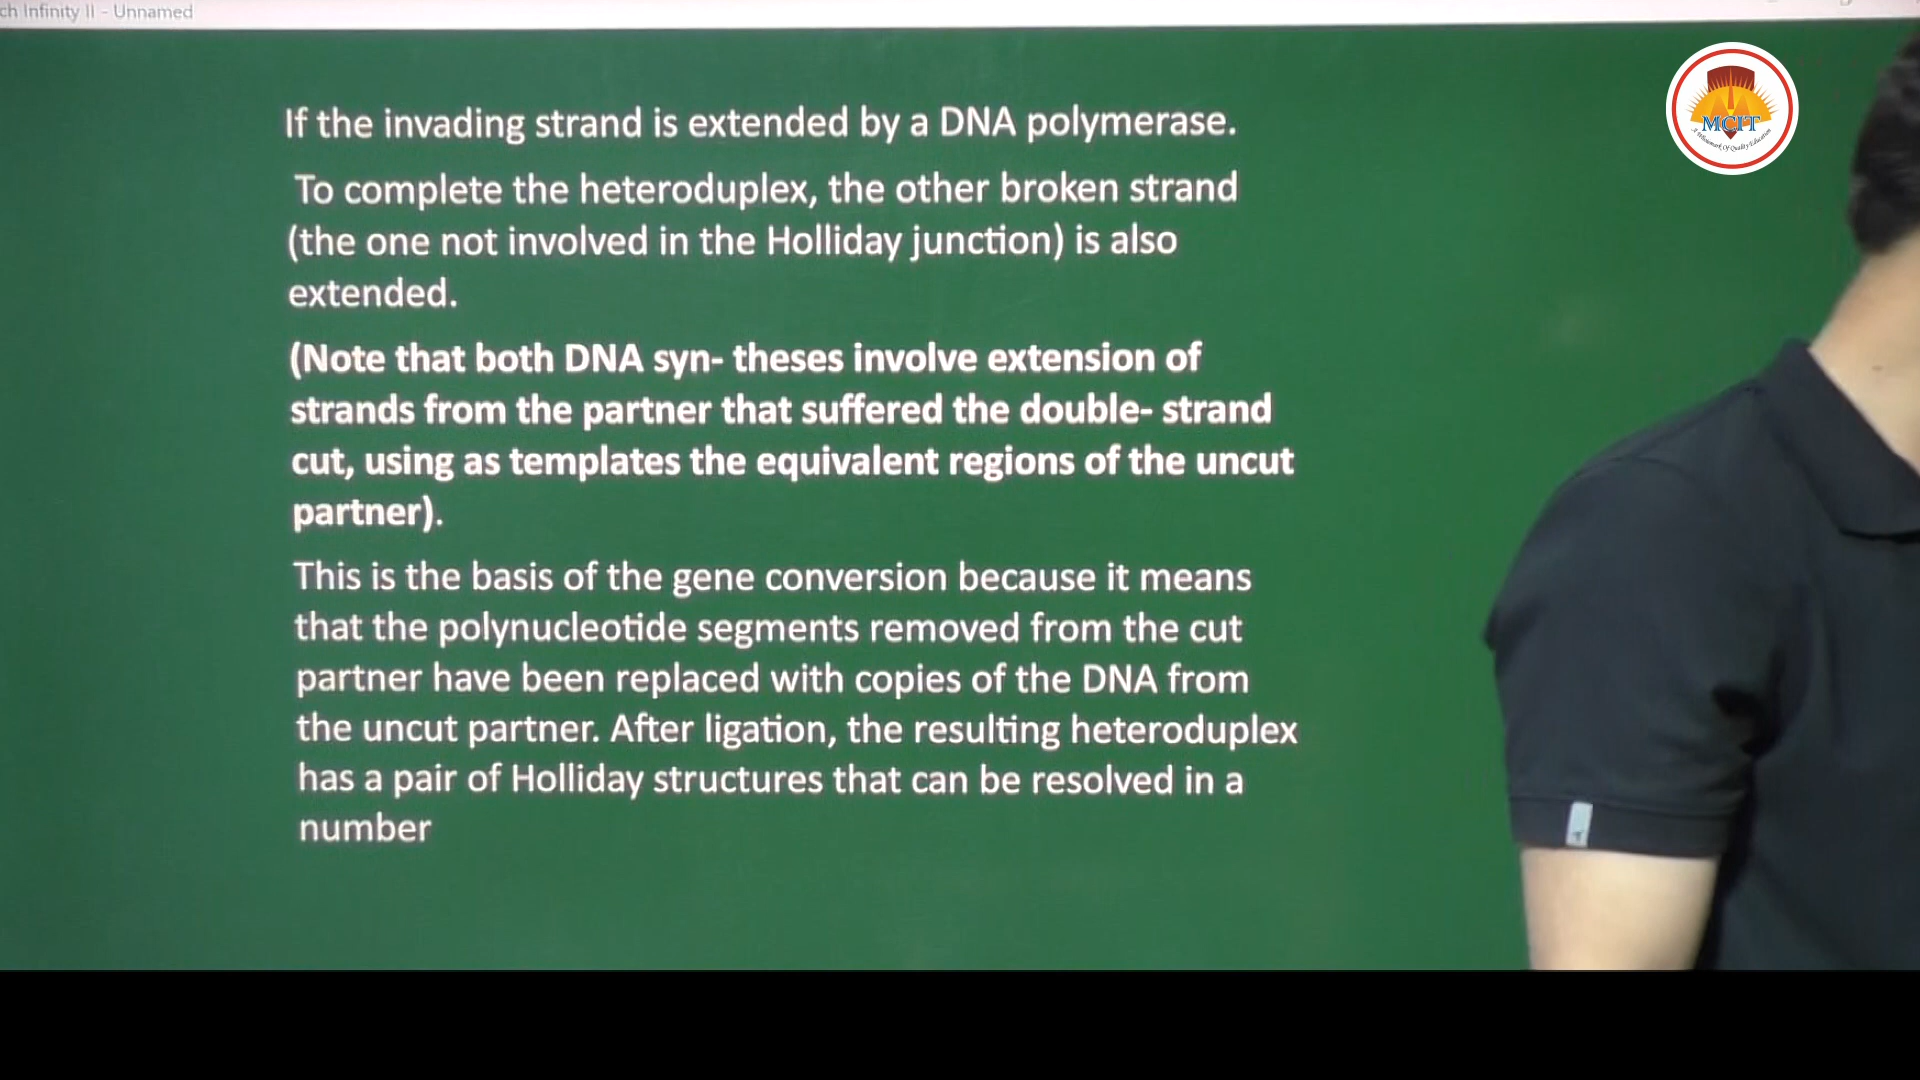 ch Infinity II - Unnamed
If the invading strand is extended by a DNA polymerase.
To complete the heteroduplex, the other broken strand
(the one not involved in the Holliday junction) is also
extended.
(Note that both DNA syn- theses involve extension of
strands from the partner that suffered the double- strand
cut, using as templates the equivalent regions of the uncut
partner).
This is the basis of the gene conversion because it means
that the polynucleotide segments removed from the cut
partner have been replaced with copies of the DNA from
the uncut partner. After ligation, the resulting heteroduplex
has a pair of Holliday structures that can be resolved in a
number
MCIT
A Wisemark Of Quality Education